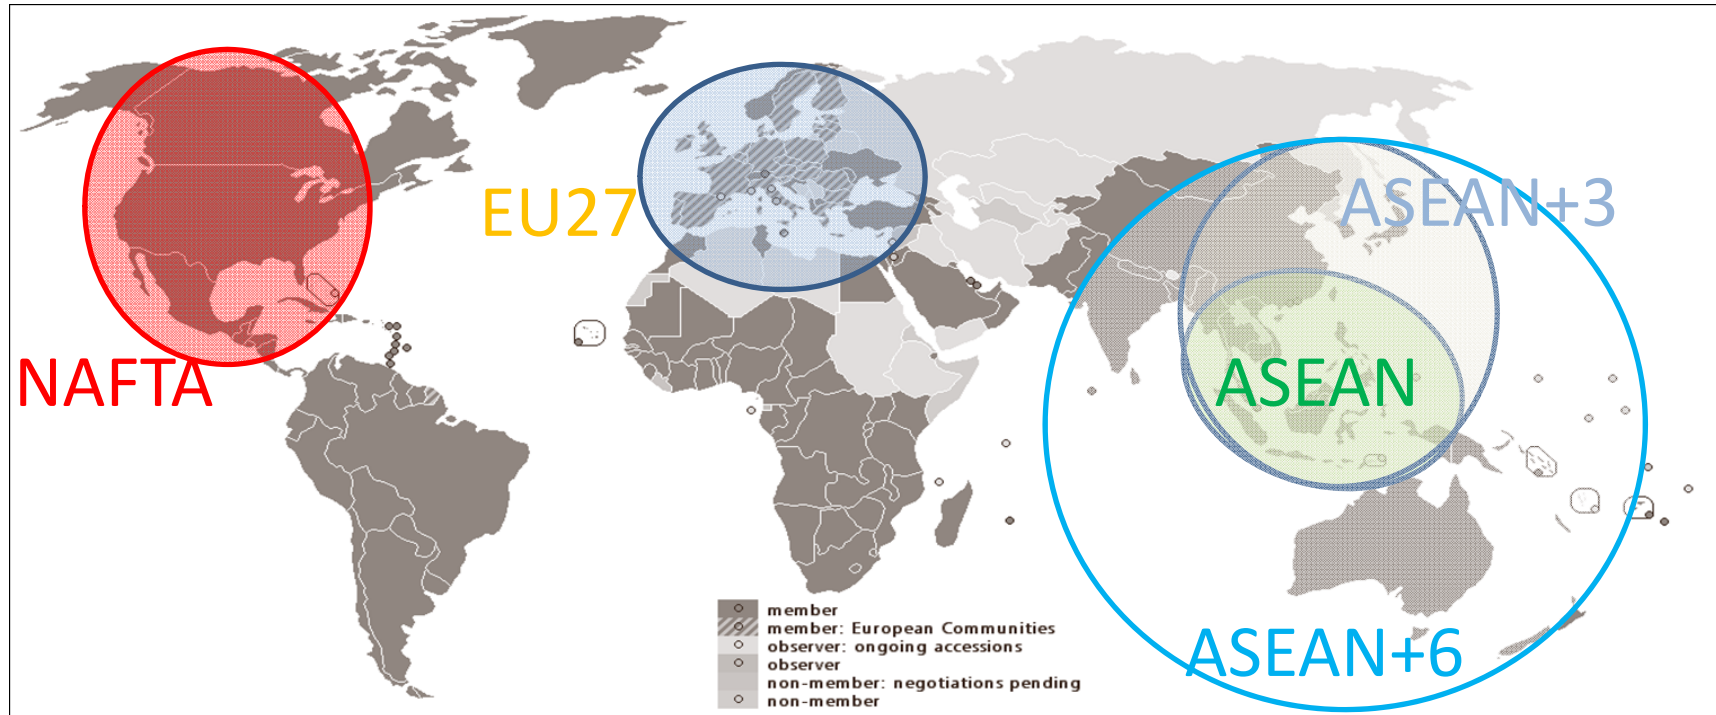 NAFTA
EU27
ASEAN+3
ASEAN
ASEAN+6
member
member: European Communities
observer: ongoing accessions
observer
non-member: negotiations pending
non-member